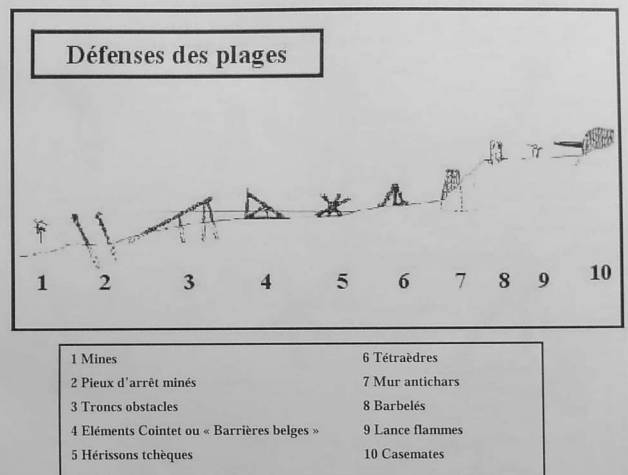 Défenses des plages
1 2 3 4 5 6 7 8 9 10
1 Mines
2 Pieux d'arrêt minés
3 Troncs obstacles
4 Eléments Cointet ou « Barrières belges »
5 Hérissons tchèques
6 Tétraèdres
7 Mur antichars
8 Barbelés
9 Lance flammes
10 Casemates